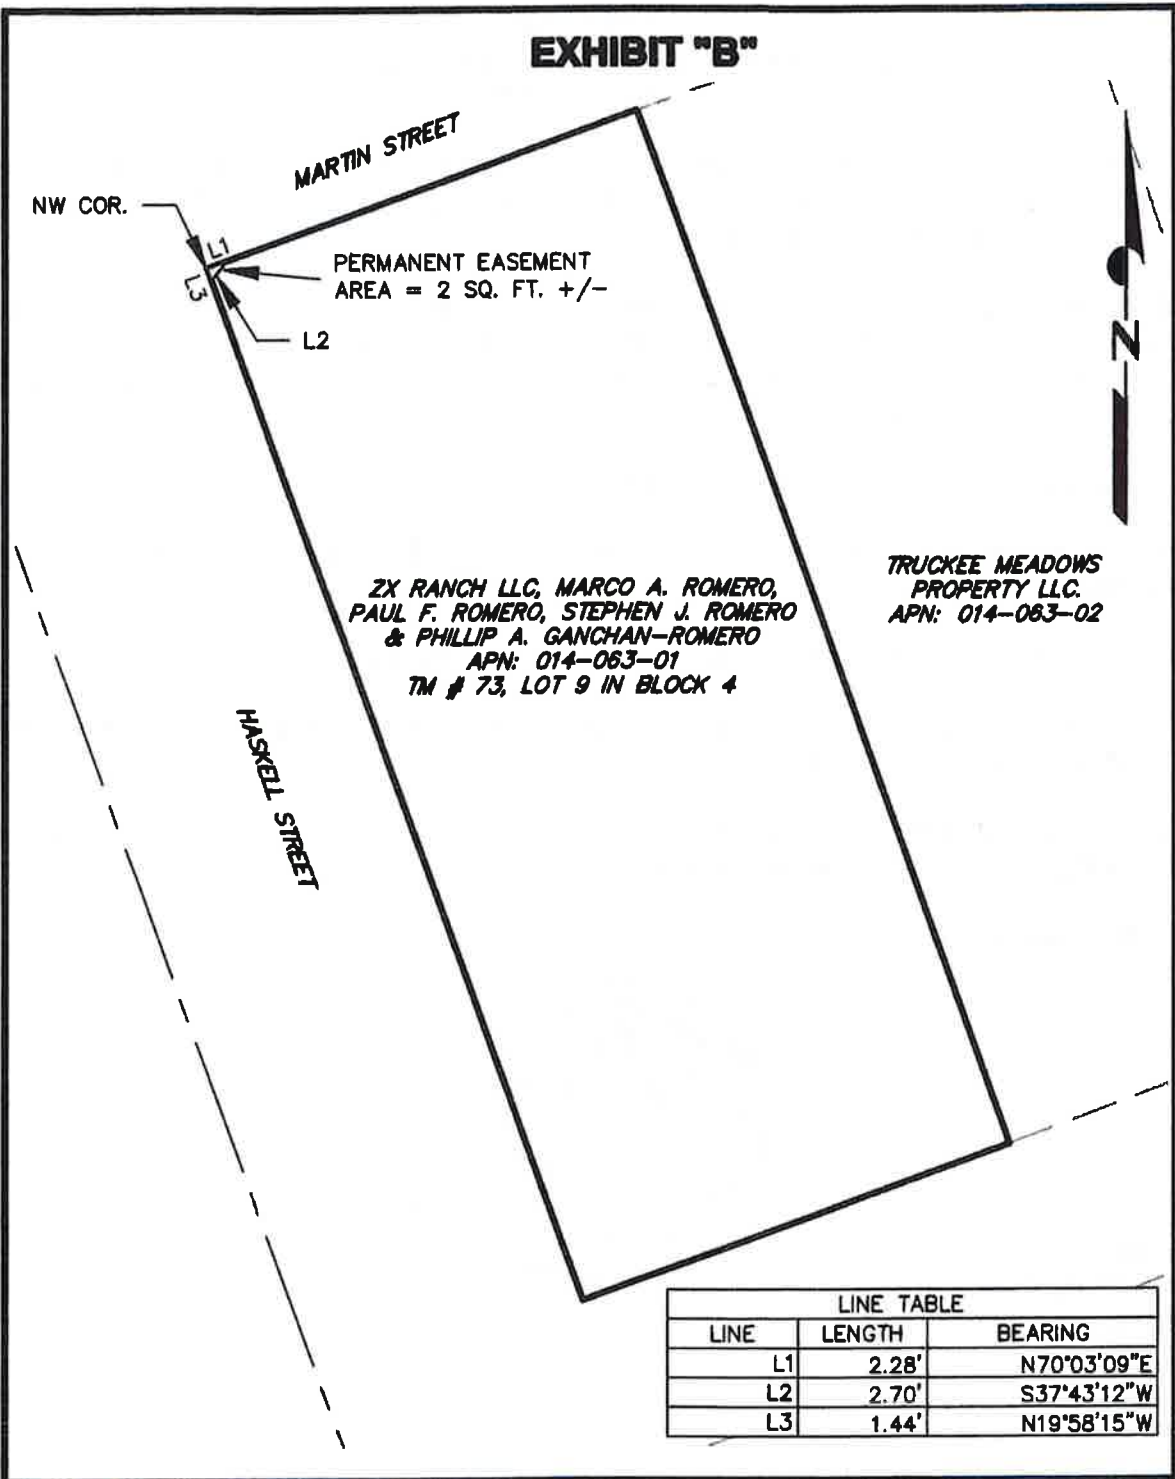 EXHIBIT "B"
MARTIN STREET
NW COR.
L1
L3
PERMANENT EASEMENT
AREA = 2 SQ. FT. +/-
L2
N
ZX RANCH LLC, MARCO A. ROMERO,
PAUL F. ROMERO, STEPHEN J. ROMERO
& PHILLIP A. GANCHAN-ROMERO
APN: 014-063-01
TM # 73, LOT 9 IN BLOCK 4
TRUCKEE MEADOWS
PROPERTY LLC.
APN: 014-063-02
HASKELL STREET
LINE TABLE
LINE LENGTH BEARING
L1 2.28' N70°03'09"E
L2 2.70' S37°43'12"W
L3 1.44' N19°58'15"W